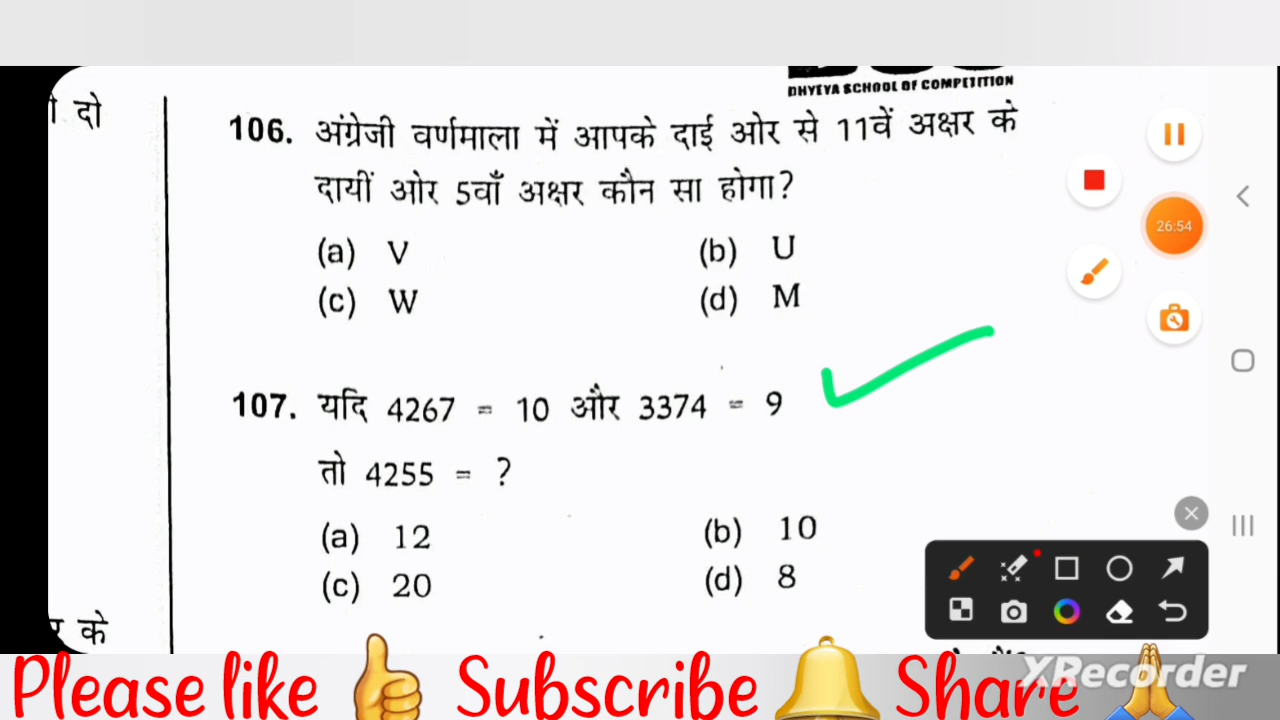 DHYEYA SCHOOL OF COMPETITION
दो
106. अंग्रेजी वर्णमाला में आपके दाई ओर से 11वें अक्षर के
दायीं ओर 5वाँ अक्षर कौन सा होगा?
(a) V (b) U
(c) W (d) M
26:54
107. यदि 4267 = 10 और 3374 = 9
तो 4255 = ?
(a) 12 (b) 10
(c) 20 (d) 8
के
Please like Subscribe Share
XRecorder